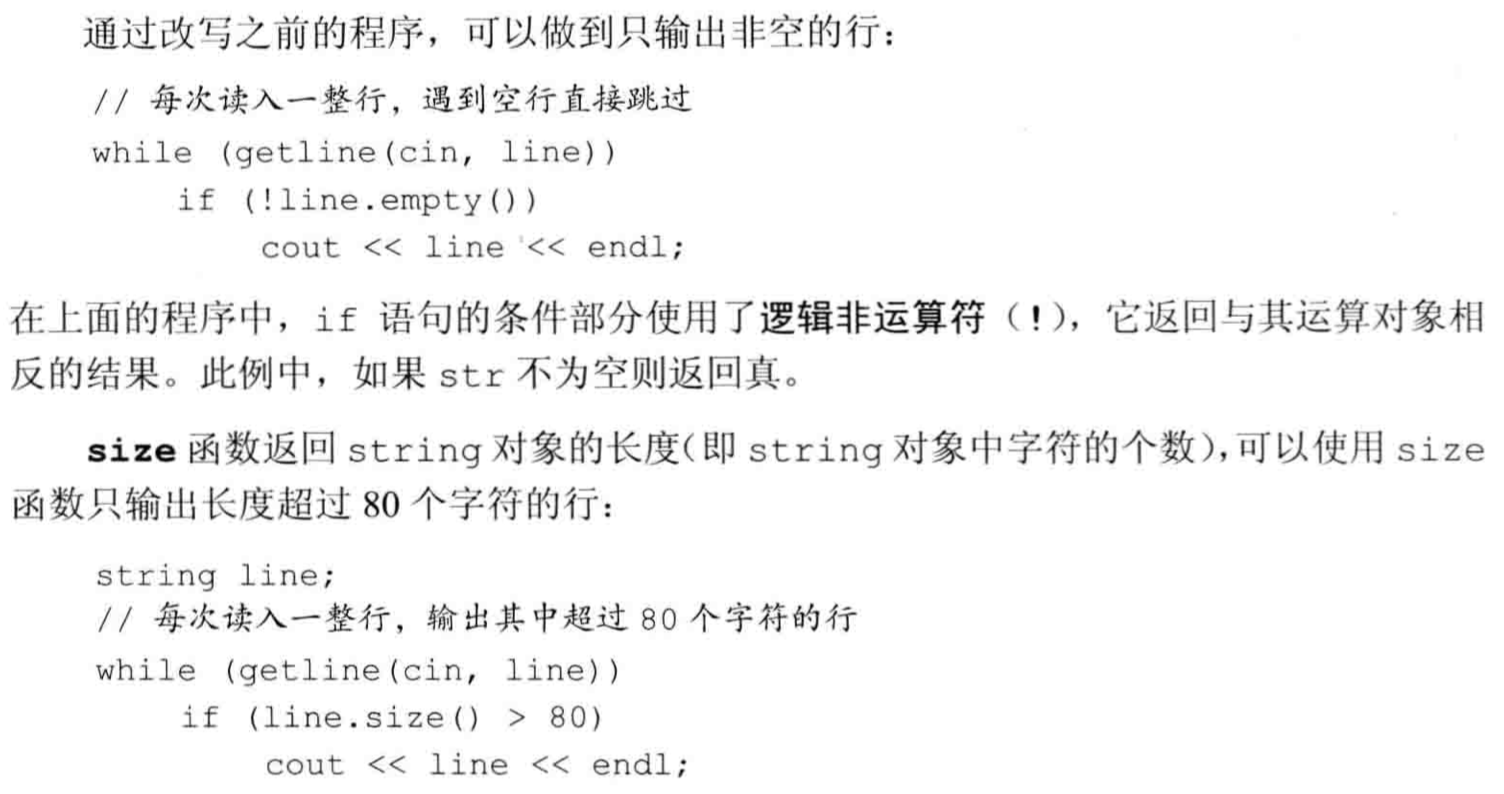 通过改写之前的程序，可以做到只输出非空的行：
// 每次读入一整行，遇到空行直接跳过
while (getline(cin, line))
    if (!line.empty())
        cout << line << endl;
在上面的程序中，if 语句的条件部分使用了逻辑非运算符（!），它返回与其运算对象相
反的结果。此例中，如果 str 不为空则返回真。
size 函数返回 string 对象的长度（即 string 对象中字符的个数），可以使用 size
函数只输出长度超过 80 个字符的行：
string line;
// 每次读入一整行，输出其中超过 80 个字符的行
while (getline(cin, line))
    if (line.size() > 80)
        cout << line << endl;